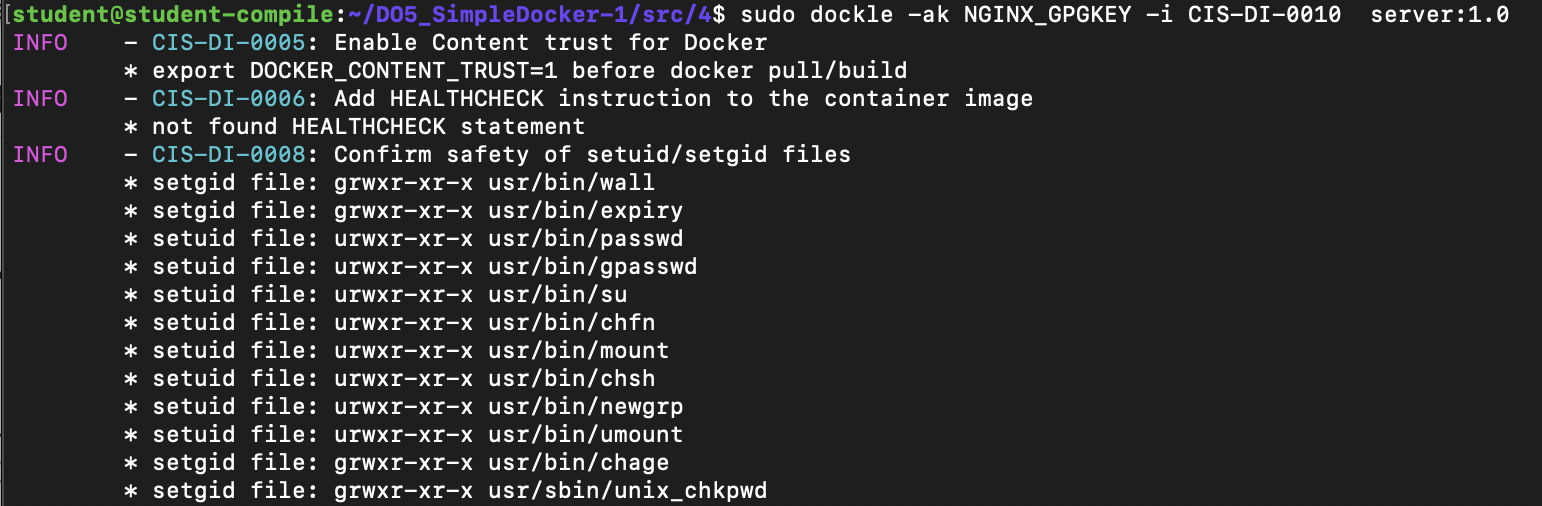 [student@student-compile:~/DO5_SimpleDocker-1/src/4$ sudo dockle -ak NGINX_GPGKEY -i CIS-DI-0010  server:1.0
INFO    - CIS-DI-0005: Enable Content trust for Docker
        * export DOCKER_CONTENT_TRUST=1 before docker pull/build
INFO    - CIS-DI-0006: Add HEALTHCHECK instruction to the container image
        * not found HEALTHCHECK statement
INFO    - CIS-DI-0008: Confirm safety of setuid/setgid files
        * setgid file: grwxr-xr-x usr/bin/wall
        * setgid file: grwxr-xr-x usr/bin/expiry
        * setuid file: urwxr-xr-x usr/bin/passwd
        * setuid file: urwxr-xr-x usr/bin/gpasswd
        * setuid file: urwxr-xr-x usr/bin/su
        * setuid file: urwxr-xr-x usr/bin/chfn
        * setuid file: urwxr-xr-x usr/bin/mount
        * setuid file: urwxr-xr-x usr/bin/chsh
        * setuid file: urwxr-xr-x usr/bin/newgrp
        * setuid file: urwxr-xr-x usr/bin/umount
        * setgid file: grwxr-xr-x usr/bin/chage
        * setgid file: grwxr-xr-x usr/sbin/unix_chkpwd